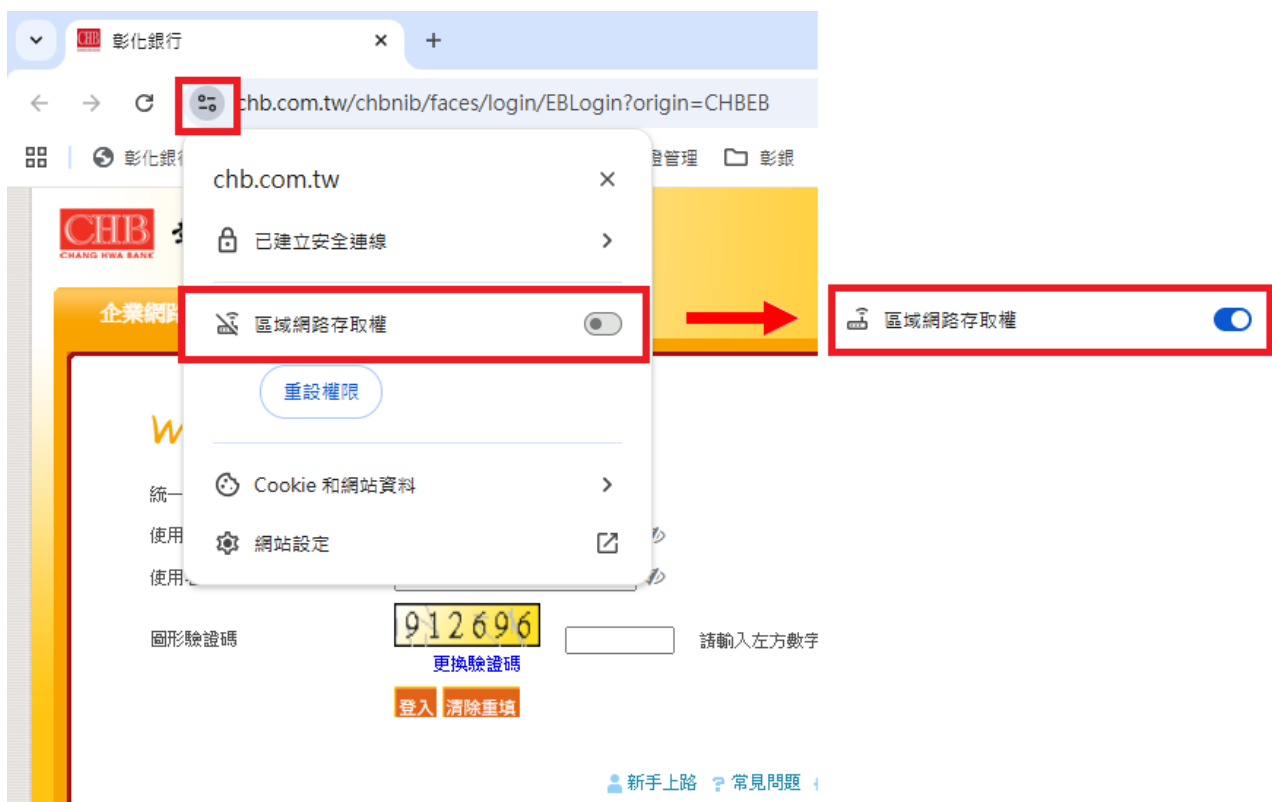 CHB 彰化銀行
chb.com.tw/chbnib/faces/login/EBLogin?origin=CHBEB
彰化銀 管理 彰銀
chb.com.tw
CHB
CHANG HWA BANK
已建立安全連線
企業網
區域網路存取權
區域網路存取權
重設權限
W
統一
Cookie 和網站資料
使用
網站設定
使用
圖形驗證碼
912696
請輸入左方數字
更換驗證碼
登入 清除重填
新手上路 ? 常見問題